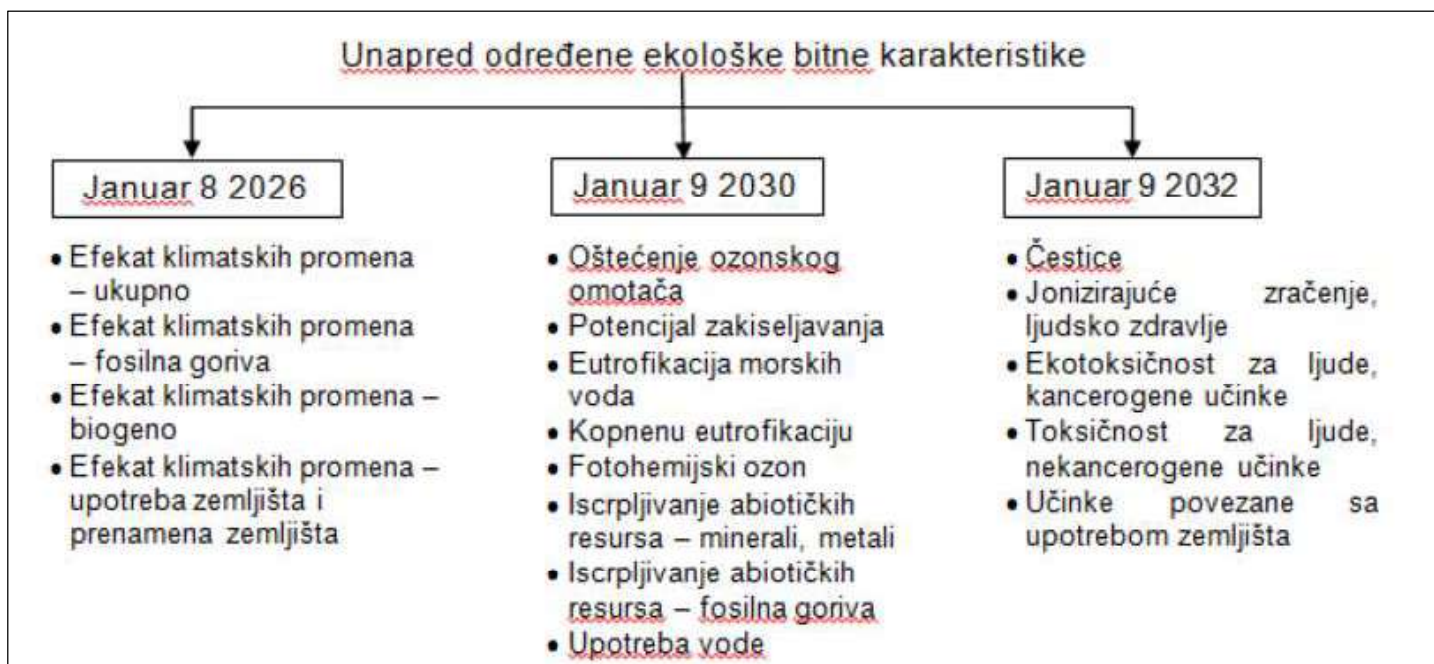 Unapred određene ekološke bitne karakteristike
Januar 8 2026
• Efekat klimatskih promena
– ukupno
• Efekat klimatskih promena
– fosilna goriva
• Efekat klimatskih promena –
biogeno
• Efekat klimatskih promena –
upotreba zemljišta i
prenamena zemljišta
Januar 9 2030
• Oštećenje ozonskog
omotača
• Potencijal zakiseljavanja
• Eutrofikacija morskih
voda
• Kopnenu eutrofikaciju
• Fotohemijski ozon
• Iscrpljivanje abiotičkih
resursa – minerali, metali
• Iscrpljivanje abiotičkih
resursa – fosilna goriva
• Upotreba vode
Januar 9 2032
• Čestice
• Jonizirajuće zračenje,
ljudsko zdravlje
• Ekotoksičnost za ljude,
kancerogene učinke
• Toksičnost za ljude,
nekancerogene učinke
• Učinke povezane sa
upotrebom zemljišta